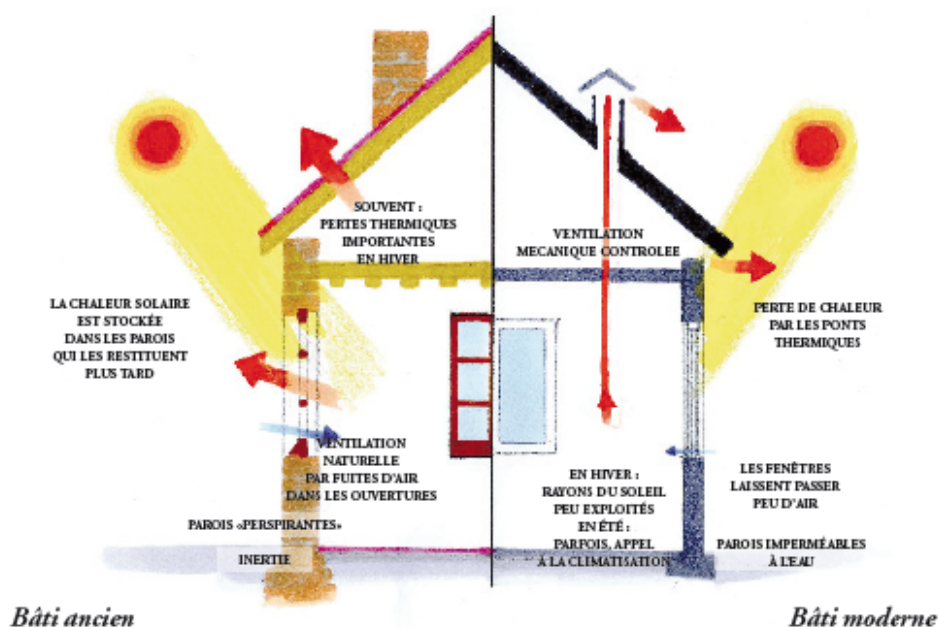 SOUVENT :
PERTES THERMIQUES
IMPORTANTES
EN HIVER
VENTILATION
MECANIQUE CONTROLEE
LA CHALEUR SOLAIRE
EST STOCKÉE
DANS LES PAROIS
QUI LES RESTITUENT
PLUS TARD
PERTE DE CHALEUR
PAR LES PONTS
THERMIQUES
VENTILATION
NATURELLE
PAR FUITES D'AIR
DANS LES OUVERTURES
EN HIVER :
RAYONS DU SOLEIL
PEU EXPLOITÉS
EN ÉTÉ :
PARFOIS, APPEL
À LA CLIMATISATION
LES FENÊTRES
LAISSENT PASSER
PEU D'AIR
PAROIS «PERSPIRANTES»
INERTIE
PAROIS IMPERMÉABLES
À L'EAU
Bâti ancien
Bâti moderne